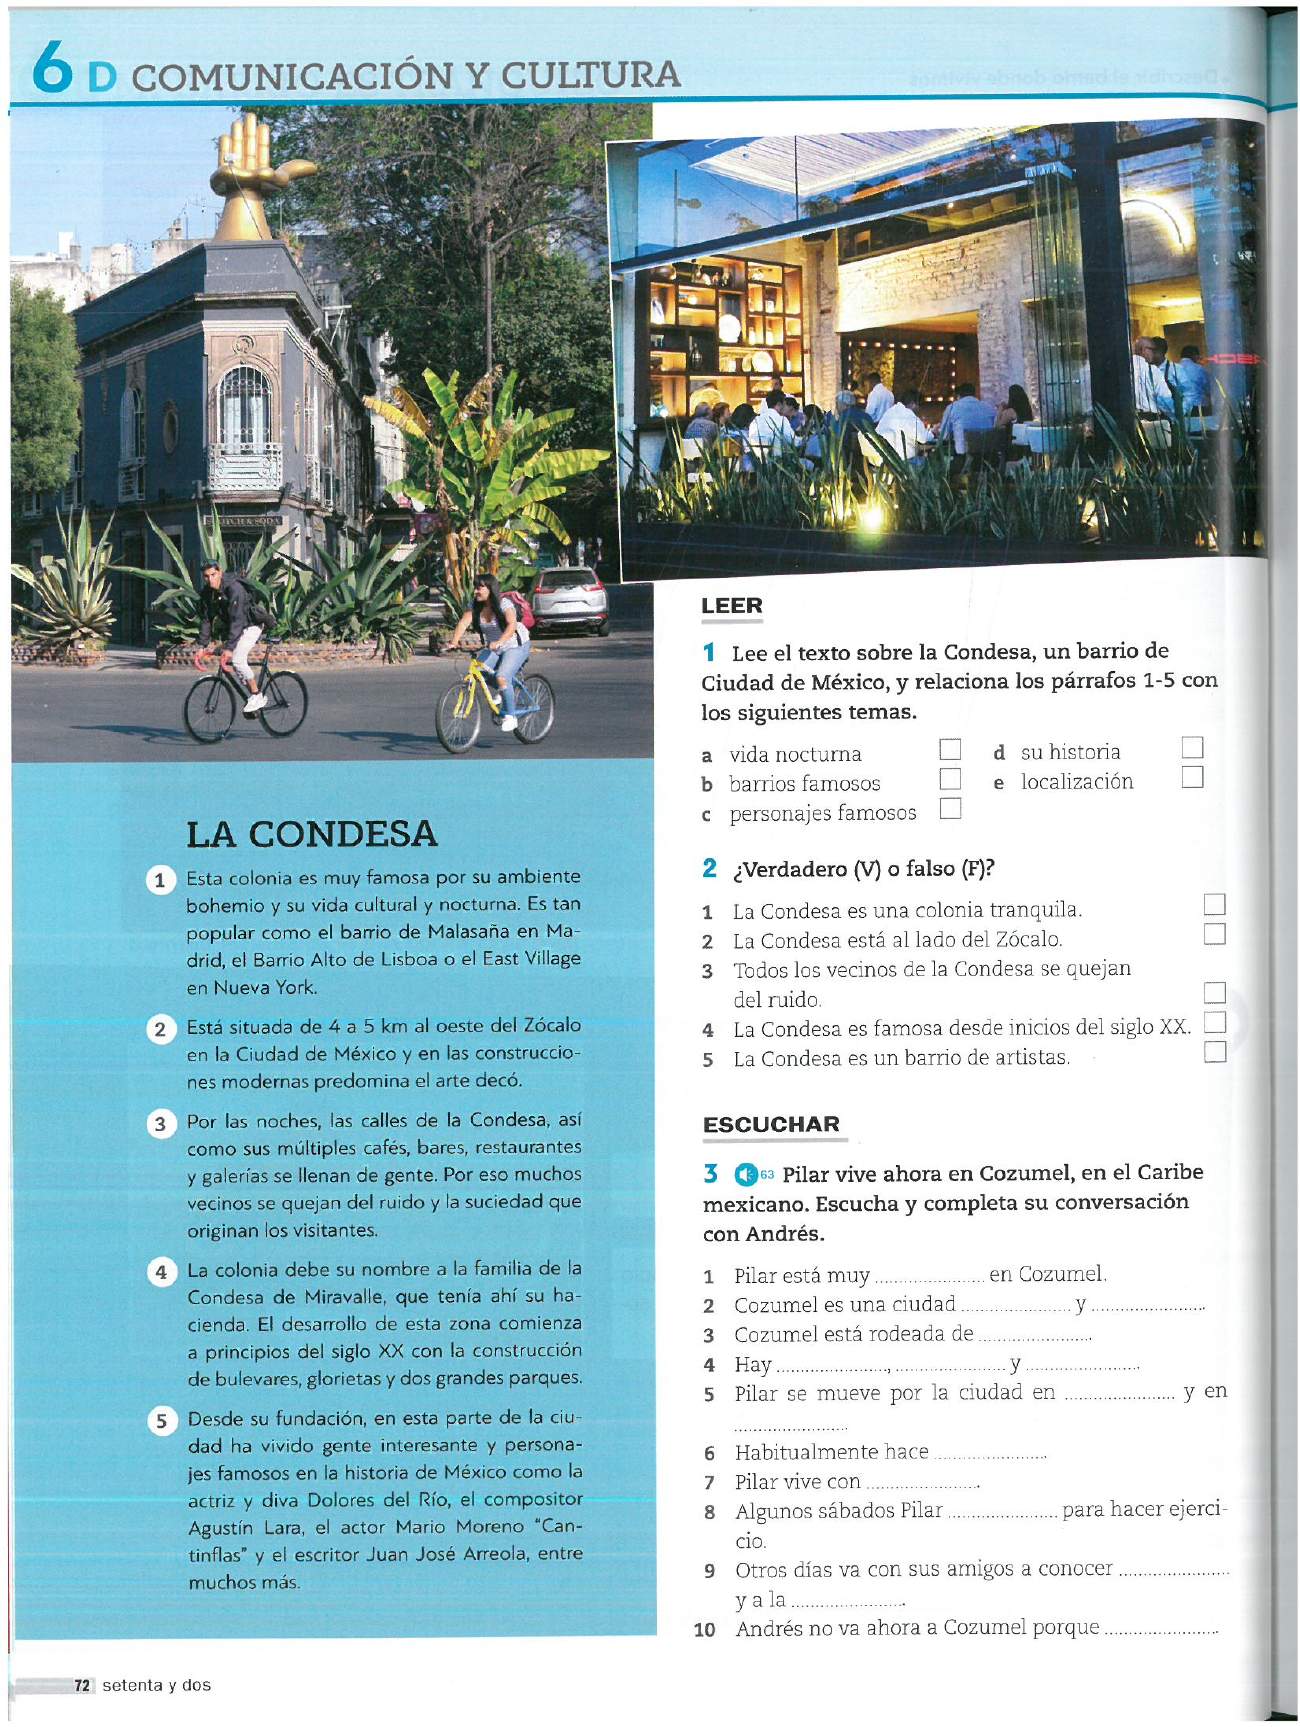 6 D COMUNICACIÓN Y CULTURA
LA CONDESA
1 Esta colonia es muy famosa por su ambiente
bohemio y su vida cultural y nocturna. Es tan
popular como el barrio de Malasaña en Ma-
drid, el Barrio Alto de Lisboa o el East Village
en Nueva York.
2 Está situada de 4 a 5 km al oeste del Zócalo
en la Ciudad de México y en las construccio-
nes modernas predomina el arte decó.
3 Por las noches, las calles de la Condesa, así
como sus múltiples cafés, bares, restaurantes
y galerías se llenan de gente. Por eso muchos
vecinos se quejan del ruido y la suciedad que
originan los visitantes.
4 La colonia debe su nombre a la familia de la
Condesa de Miravalle, que tenía ahí su ha-
cienda. El desarrollo de esta zona comienza
a principios del siglo XX con la construcción
de bulevares, glorietas y dos grandes parques.
5 Desde su fundación, en esta parte de la ciu-
dad ha vivido gente interesante y persona-
jes famosos en la historia de México como la
actriz y diva Dolores del Río, el compositor
Agustín Lara, el actor Mario Moreno "Can-
tinflas" y el escritor Juan José Arreola, entre
muchos más.
LEER
1 Lee el texto sobre la Condesa, un barrio de
Ciudad de México, y relaciona los párrafos 1-5 con
los siguientes temas.
a vida nocturna d su historia
b barrios famosos e localización
c personajes famosos
2 ¿Verdadero (V) o falso (F)?
1 La Condesa es una colonia tranquila.
2 La Condesa está al lado del Zócalo.
3 Todos los vecinos de la Condesa se quejan
del ruido.
4 La Condesa es famosa desde inicios del siglo XX.
5 La Condesa es un barrio de artistas.
ESCUCHAR
3 63 Pilar vive ahora en Cozumel, en el Caribe
mexicano. Escucha y completa su conversación
con Andrés.
1 Pilar está muy ...................... en Cozumel.
2 Cozumel es una ciudad ...................... y ......................
3 Cozumel está rodeada de ......................
4 Hay ......................, ...................... y ......................
5 Pilar se mueve por la ciudad en ...................... y en
......................
6 Habitualmente hace ......................
7 Pilar vive con ......................
8 Algunos sábados Pilar ...................... para hacer ejerci-
cio.
9 Otros días va con sus amigos a conocer ......................
y a la ......................
10 Andrés no va ahora a Cozumel porque ......................
72 setenta y dos